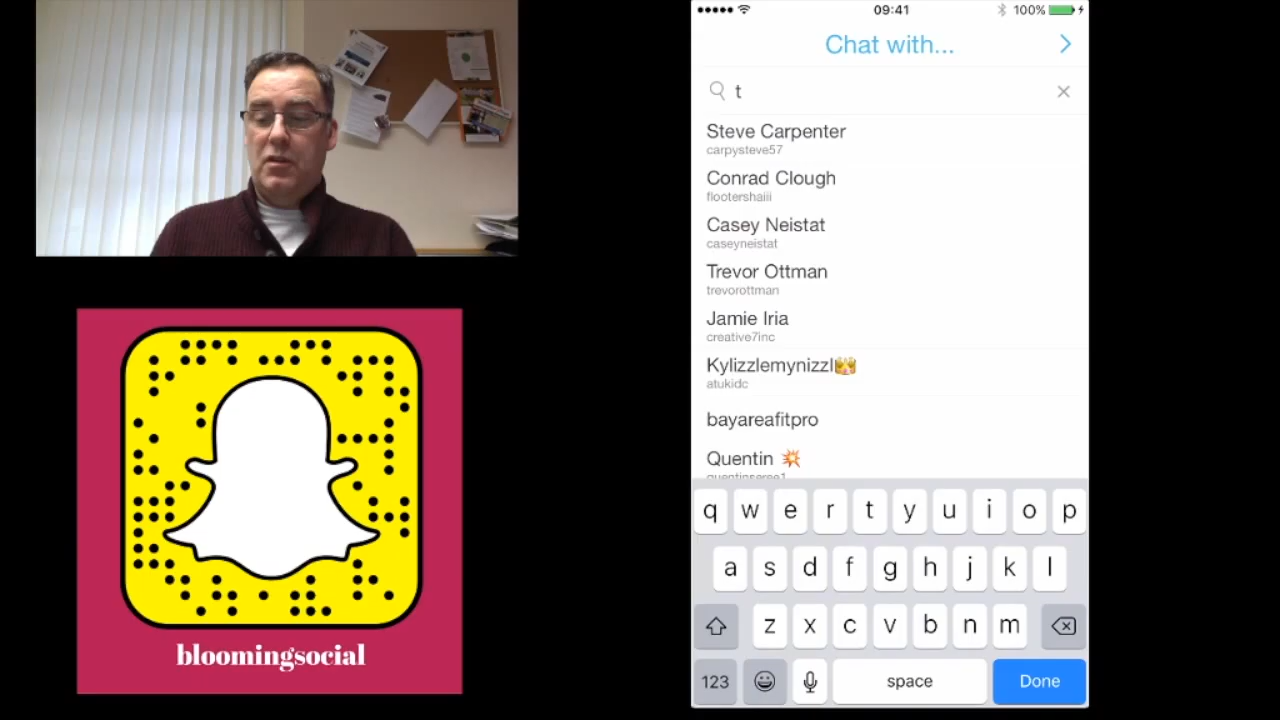 09:41
100%
Chat with...
t
Steve Carpenter
carpysteve57
Conrad Clough
flootershaiii
Casey Neistat
caseyneistat
Trevor Ottman
trevorottman
Jamie Iria
creative7inc
Kylizzlemynizzl👑
atukidc
bayareafitpro
Quentin 💥
quentinseree1
q w e r t y u i o p
a s d f g h j k l
z x c v b n m
123 space Done
bloomingsocial